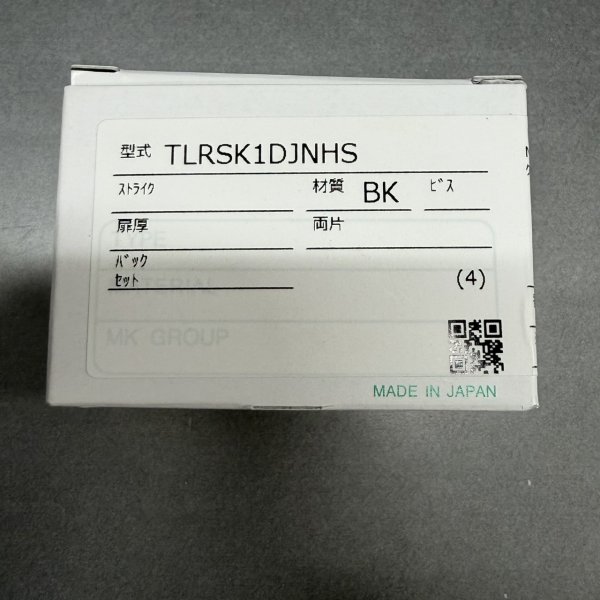 型式 TLRSK1DJNHS
ｽﾄﾗｲｸ 材質 BK ﾋﾞｽ
扉厚 両片
TYPE
ﾊﾞｯｸ
ｾｯﾄ (4)
MATERIAL
MK GROUP
MADE IN JAPAN